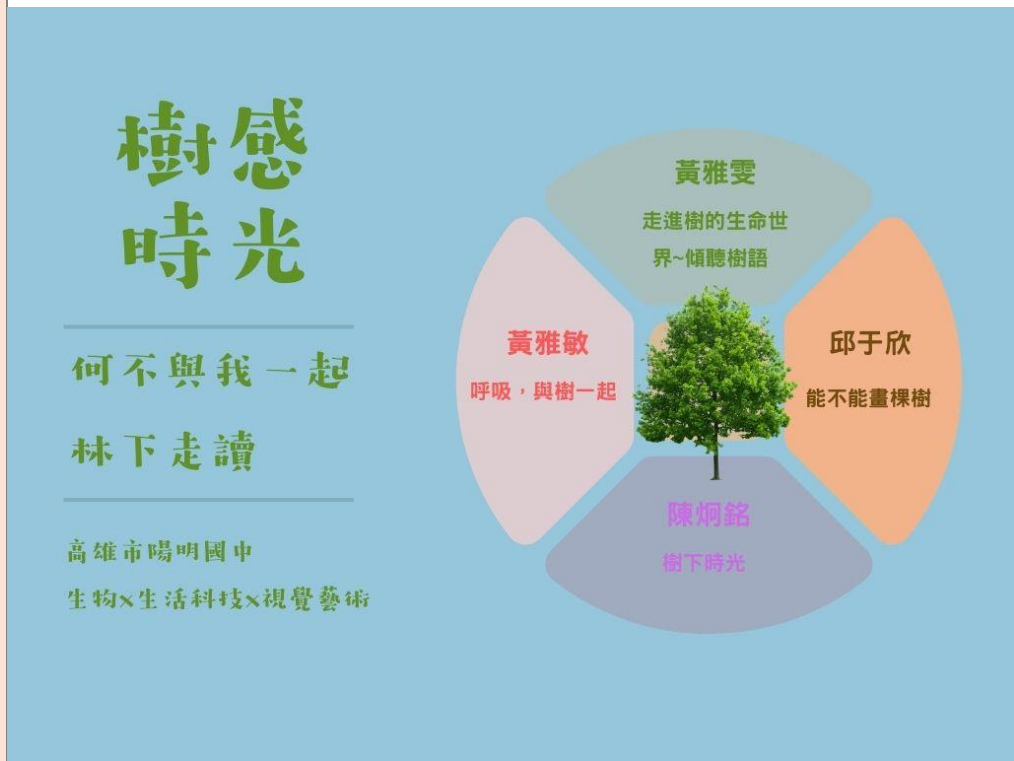 樹感
時光
何不與我一起
林下走讀
高雄市陽明國中
生物x生活科技x視覺藝術
黃雅雯
走進樹的生命世
界~傾聽樹語
黃雅敏
呼吸，與樹一起
邱于欣
能不能畫棵樹
陳炯銘
樹下時光